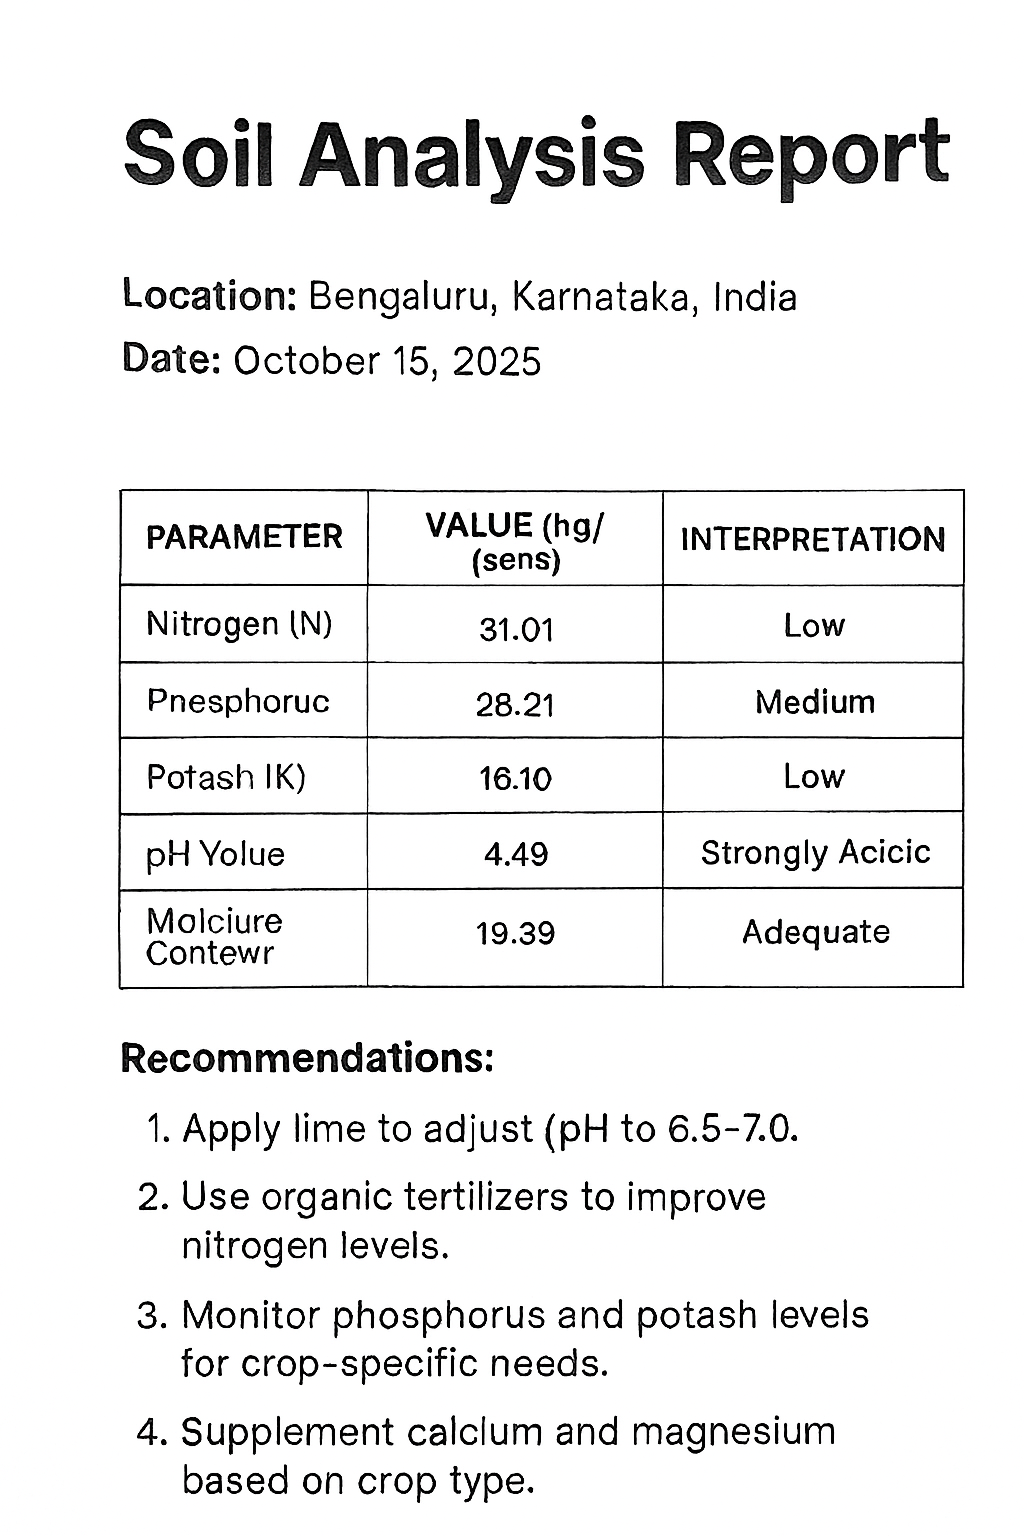 Soil Analysis Report
Location: Bengaluru, Karnataka, India
Date: October 15, 2025
PARAMETER VALUE (hg/ INTERPRETATION
(sens)
Nitrogen (N) 31.01 Low
Pnesphoruc 28.21 Medium
Potash IK) 16.10 Low
pH Yolue 4.49 Strongly Acicic
Molciure
Contewr 19.39 Adequate
Recommendations:
1. Apply lime to adjust (pH to 6.5-7.0.
2. Use organic tertilizers to improve
nitrogen levels.
3. Monitor phosphorus and potash levels
for crop-specific needs.
4. Supplement calclum and magnesium
based on crop type.